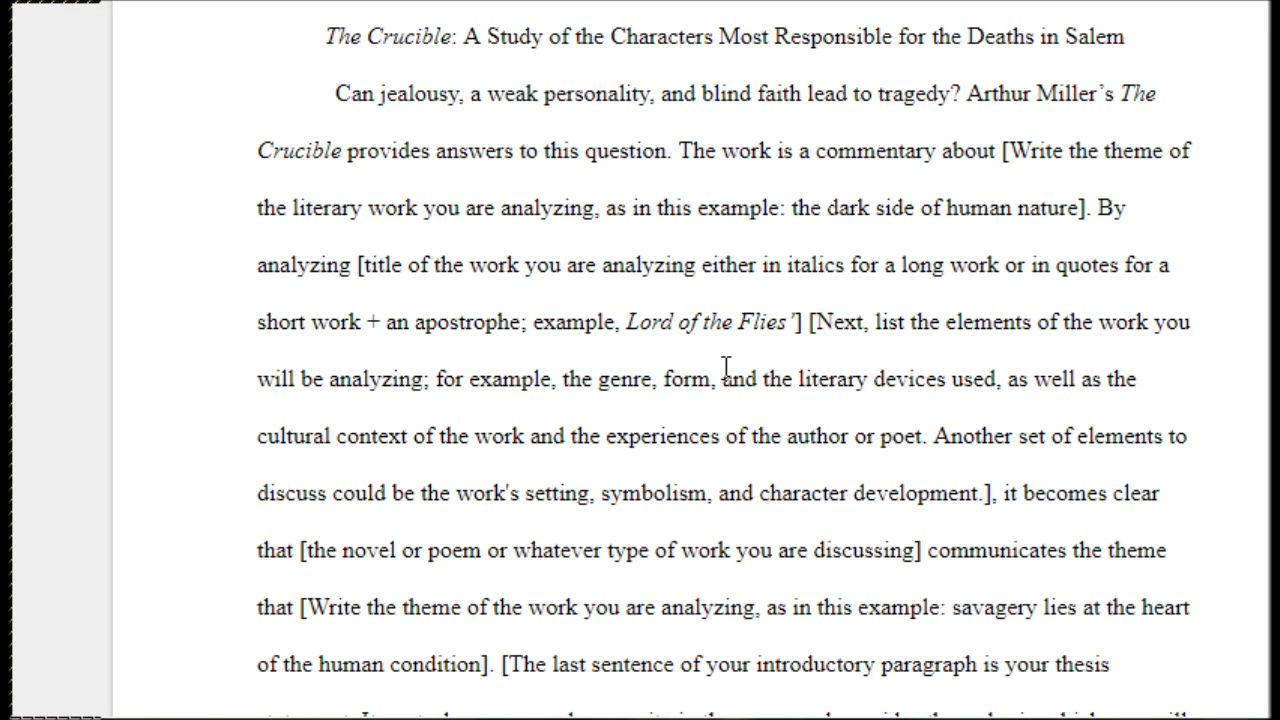 The Crucible: A Study of the Characters Most Responsible for the Deaths in Salem
Can jealousy, a weak personality, and blind faith lead to tragedy? Arthur Miller’s The
Crucible provides answers to this question. The work is a commentary about [Write the theme of
the literary work you are analyzing, as in this example: the dark side of human nature]. By
analyzing [title of the work you are analyzing either in italics for a long work or in quotes for a
short work + an apostrophe; example, Lord of the Flies’] [Next, list the elements of the work you
will be analyzing; for example, the genre, form, and the literary devices used, as well as the
cultural context of the work and the experiences of the author or poet. Another set of elements to
discuss could be the work's setting, symbolism, and character development.], it becomes clear
that [the novel or poem or whatever type of work you are discussing] communicates the theme
that [Write the theme of the work you are analyzing, as in this example: savagery lies at the heart
of the human condition]. [The last sentence of your introductory paragraph is your thesis